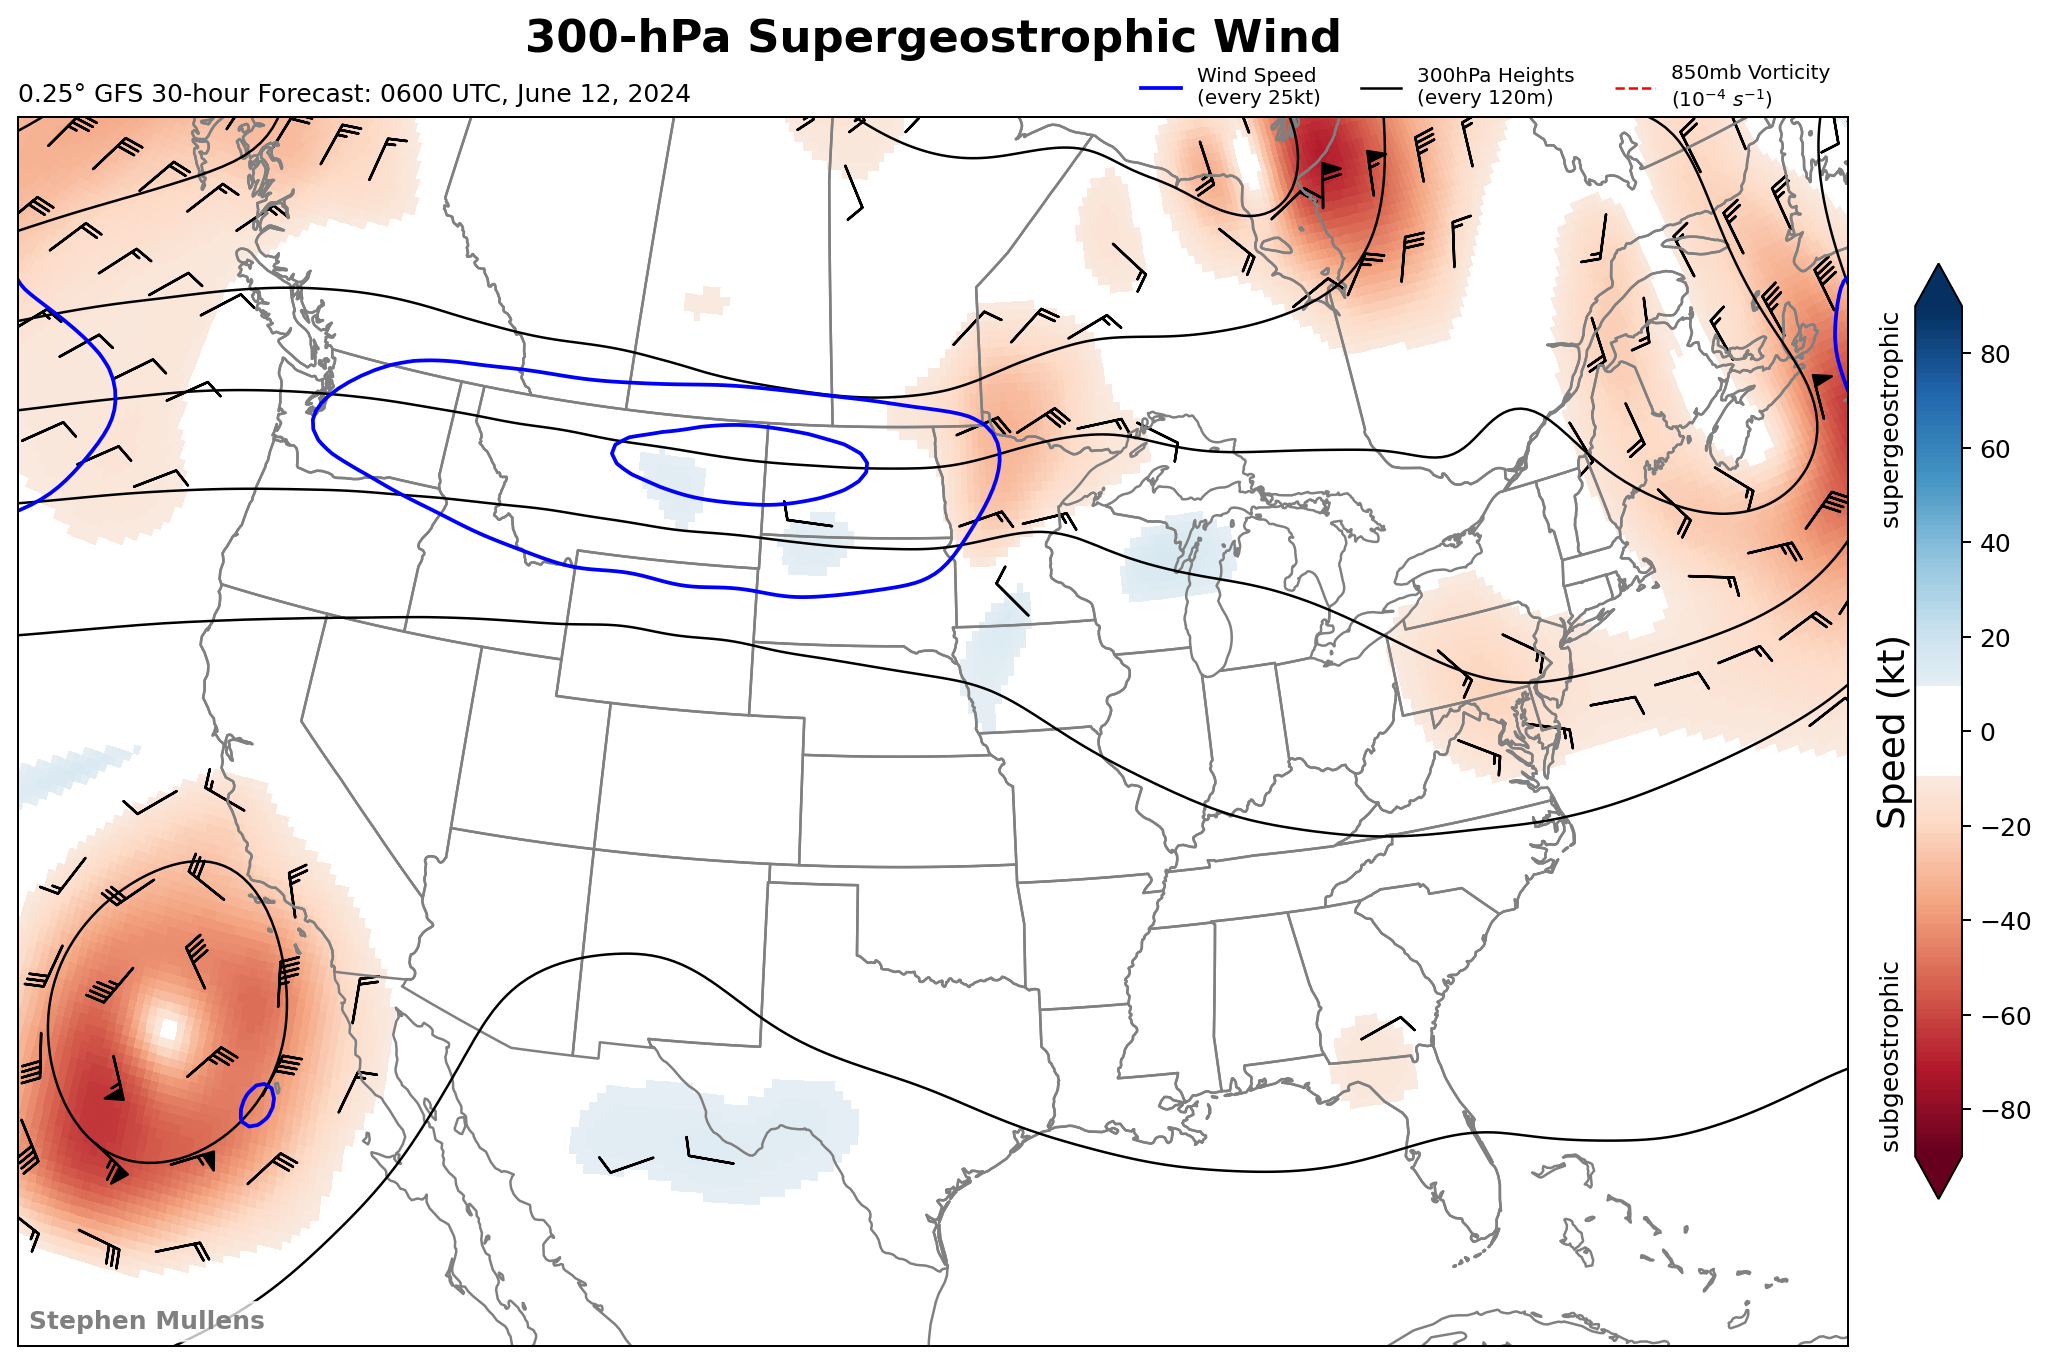 300-hPa Supergeostrophic Wind
0.25° GFS 30-hour Forecast: 0600 UTC, June 12, 2024
Wind Speed
(every 25kt)
300hPa Heights
(every 120m)
850mb Vorticity
(10⁻⁴ s⁻¹)
supergeostrophic
Speed (kt)
subgeostrophic
80
60
40
20
0
−20
−40
−60
−80
Stephen Mullens